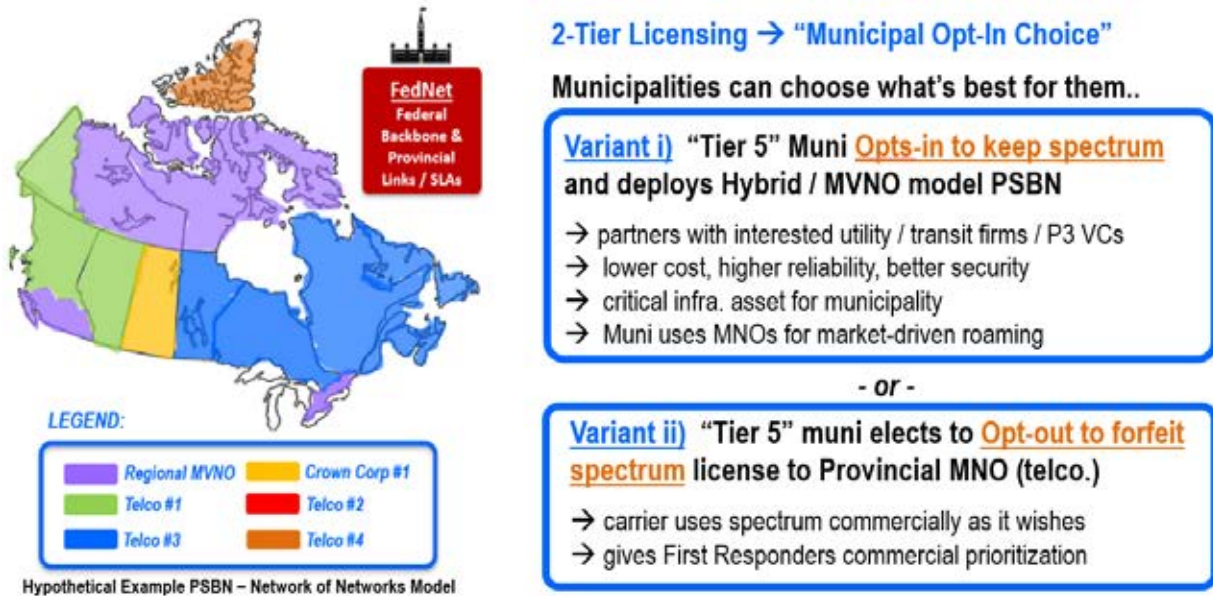 FedNet
Federal
Backbone &
Provincial
Links / SLAs
LEGEND:
Regional MVNO
Crown Corp #1
Telco #1
Telco #2
Telco #3
Telco #4
Hypothetical Example PSBN – Network of Networks Model
2-Tier Licensing → “Municipal Opt-In Choice”
Municipalities can choose what’s best for them..
Variant i) “Tier 5” Muni Opts-in to keep spectrum
and deploys Hybrid / MVNO model PSBN
→ partners with interested utility / transit firms / P3 VCs
→ lower cost, higher reliability, better security
→ critical infra. asset for municipality
→ Muni uses MNOs for market-driven roaming
- or -
Variant ii) “Tier 5” muni elects to Opt-out to forfeit
spectrum license to Provincial MNO (telco.)
→ carrier uses spectrum commercially as it wishes
→ gives First Responders commercial prioritization